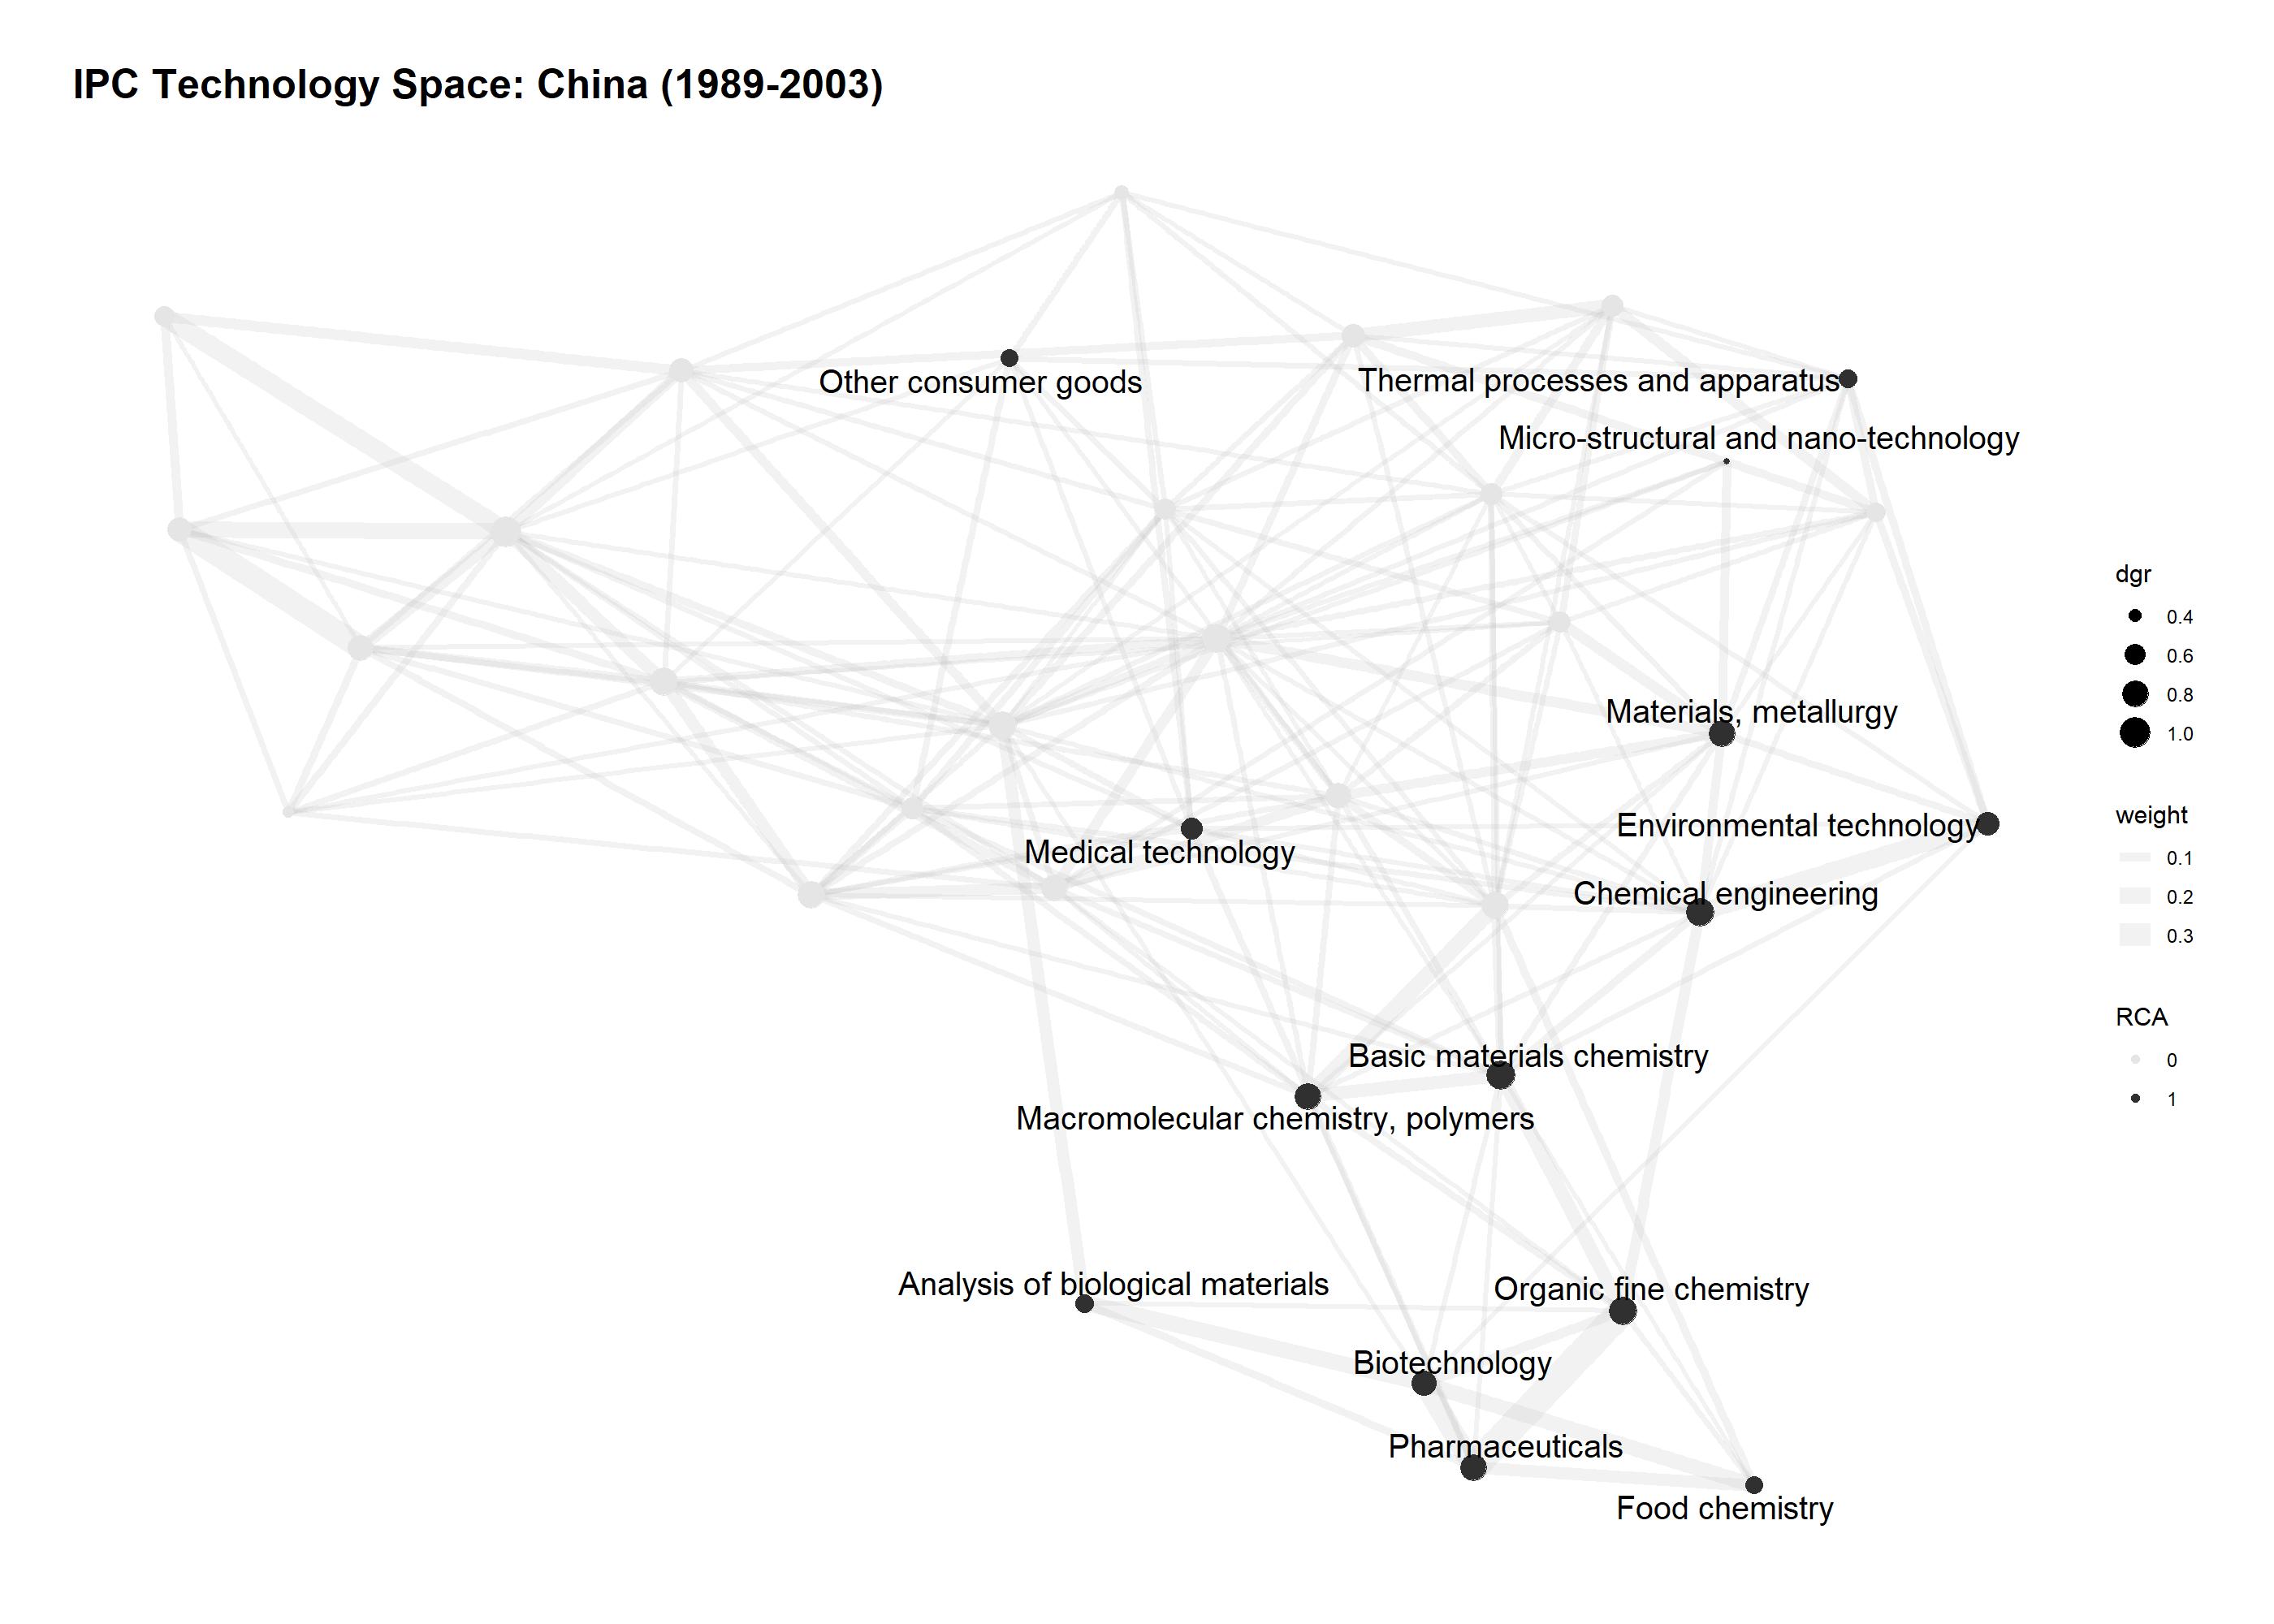 IPC Technology Space: China (1989-2003)
Other consumer goods
Thermal processes and apparatus
Micro-structural and nano-technology
Materials, metallurgy
Environmental technology
Medical technology
Chemical engineering
Basic materials chemistry
Macromolecular chemistry, polymers
Analysis of biological materials
Organic fine chemistry
Biotechnology
Pharmaceuticals
Food chemistry
dgr
0.4
0.6
0.8
1.0
weight
0.1
0.2
0.3
RCA
0
1